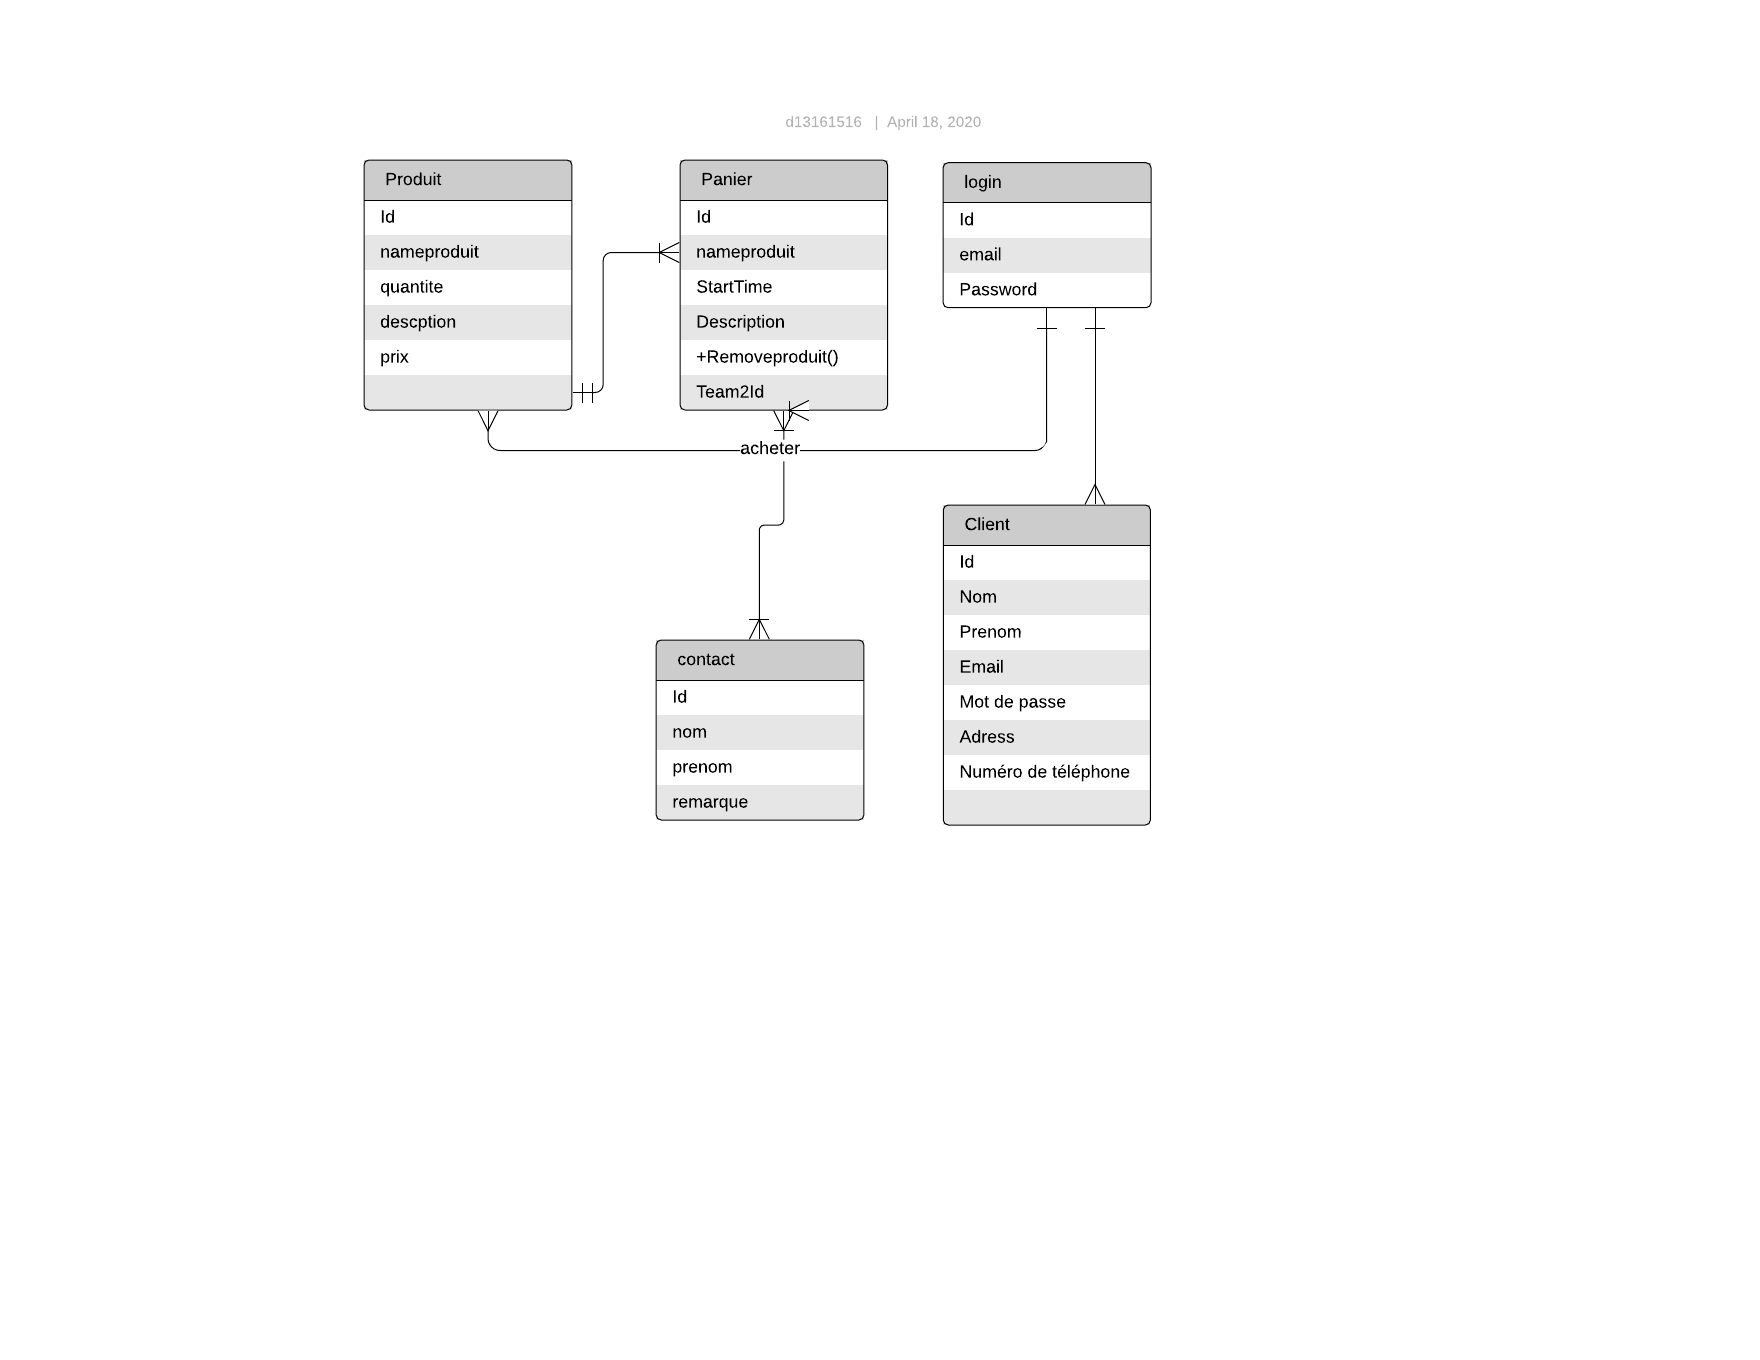 d13161516 | April 18, 2020
Produit
Id
nameproduit
quantite
descption
prix
Panier
Id
nameproduit
StartTime
Description
+Removeproduit()
Team2Id
login
Id
email
Password
acheter
contact
Id
nom
prenom
remarque
Client
Id
Nom
Prenom
Email
Mot de passe
Adress
Numéro de téléphone